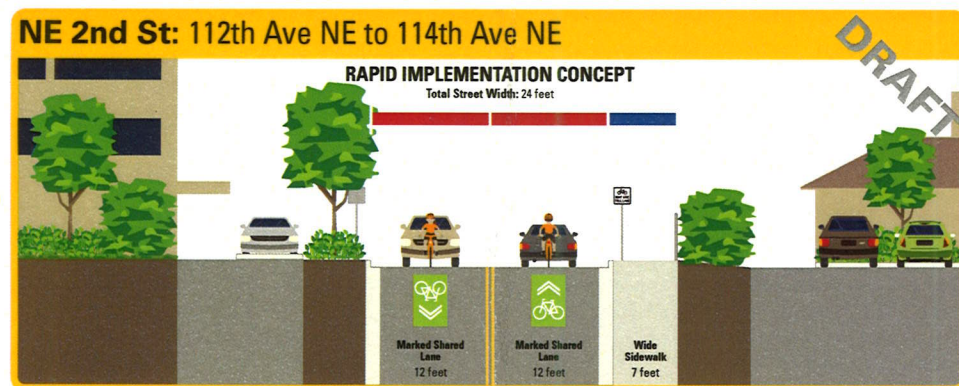 NE 2nd St: 112th Ave NE to 114th Ave NE
DRAFT
RAPID IMPLEMENTATION CONCEPT
Total Street Width: 24 feet
Marked Shared
Lane
12 feet
Marked Shared
Lane
12 feet
Wide
Sidewalk
7 feet